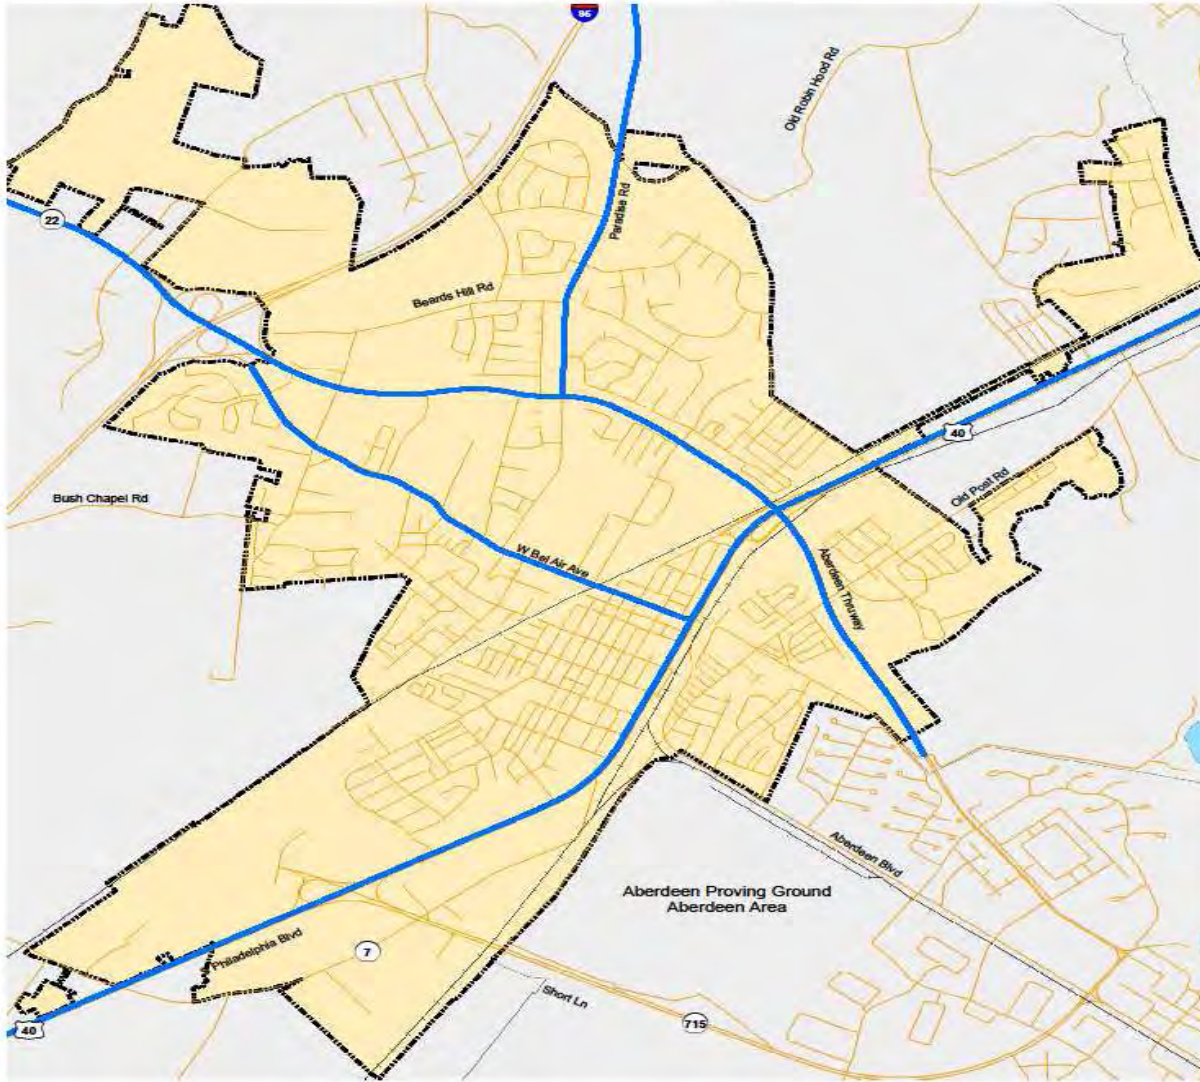 95
Old Robin Hood Rd
Paradise Rd
22
Beards Hill Rd
40
Bush Chapel Rd
Old Post Rd
W Bel Air Ave
Aberdeen Thruway
Aberdeen Blvd
Aberdeen Proving Ground
Aberdeen Area
Philadelphia Blvd
7
Short Ln
715
40